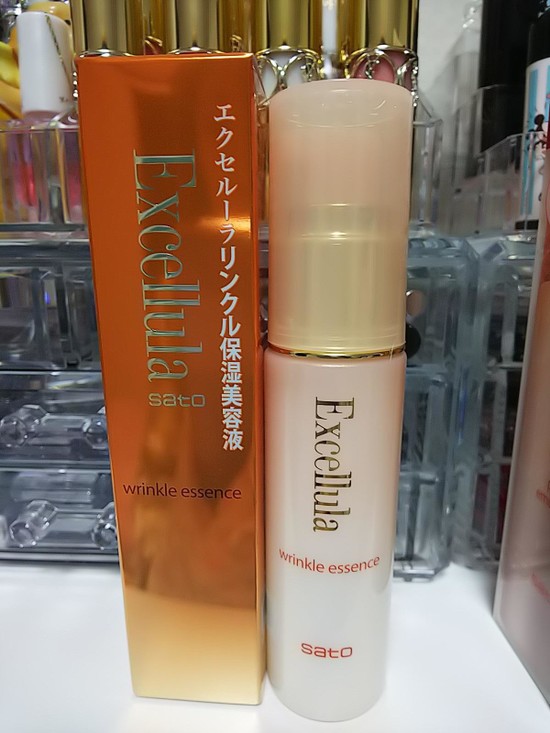 エクセルーラリンクル保湿美容液
Excellula
sato
wrinkle essence
Excellula
wrinkle essence
sato